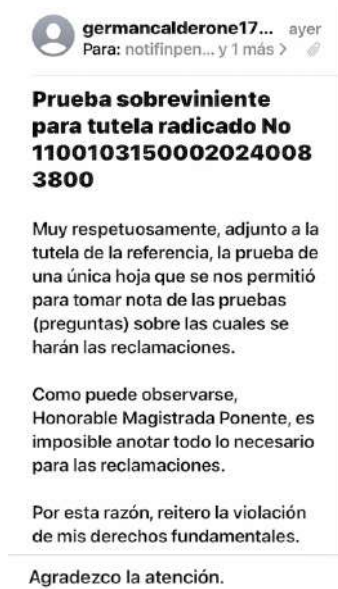 germancalderone17... ayer
Para: notifinpen... y 1 más >
Prueba sobreviniente
para tutela radicado No
1100103150002024008
3800
Muy respetuosamente, adjunto a la
tutela de la referencia, la prueba de
una única hoja que se nos permitió
para tomar nota de las pruebas
(preguntas) sobre las cuales se
harán las reclamaciones.
Como puede observarse,
Honorable Magistrada Ponente, es
imposible anotar todo lo necesario
para las reclamaciones.
Por esta razón, reitero la violación
de mis derechos fundamentales.
Agradezco la atención.